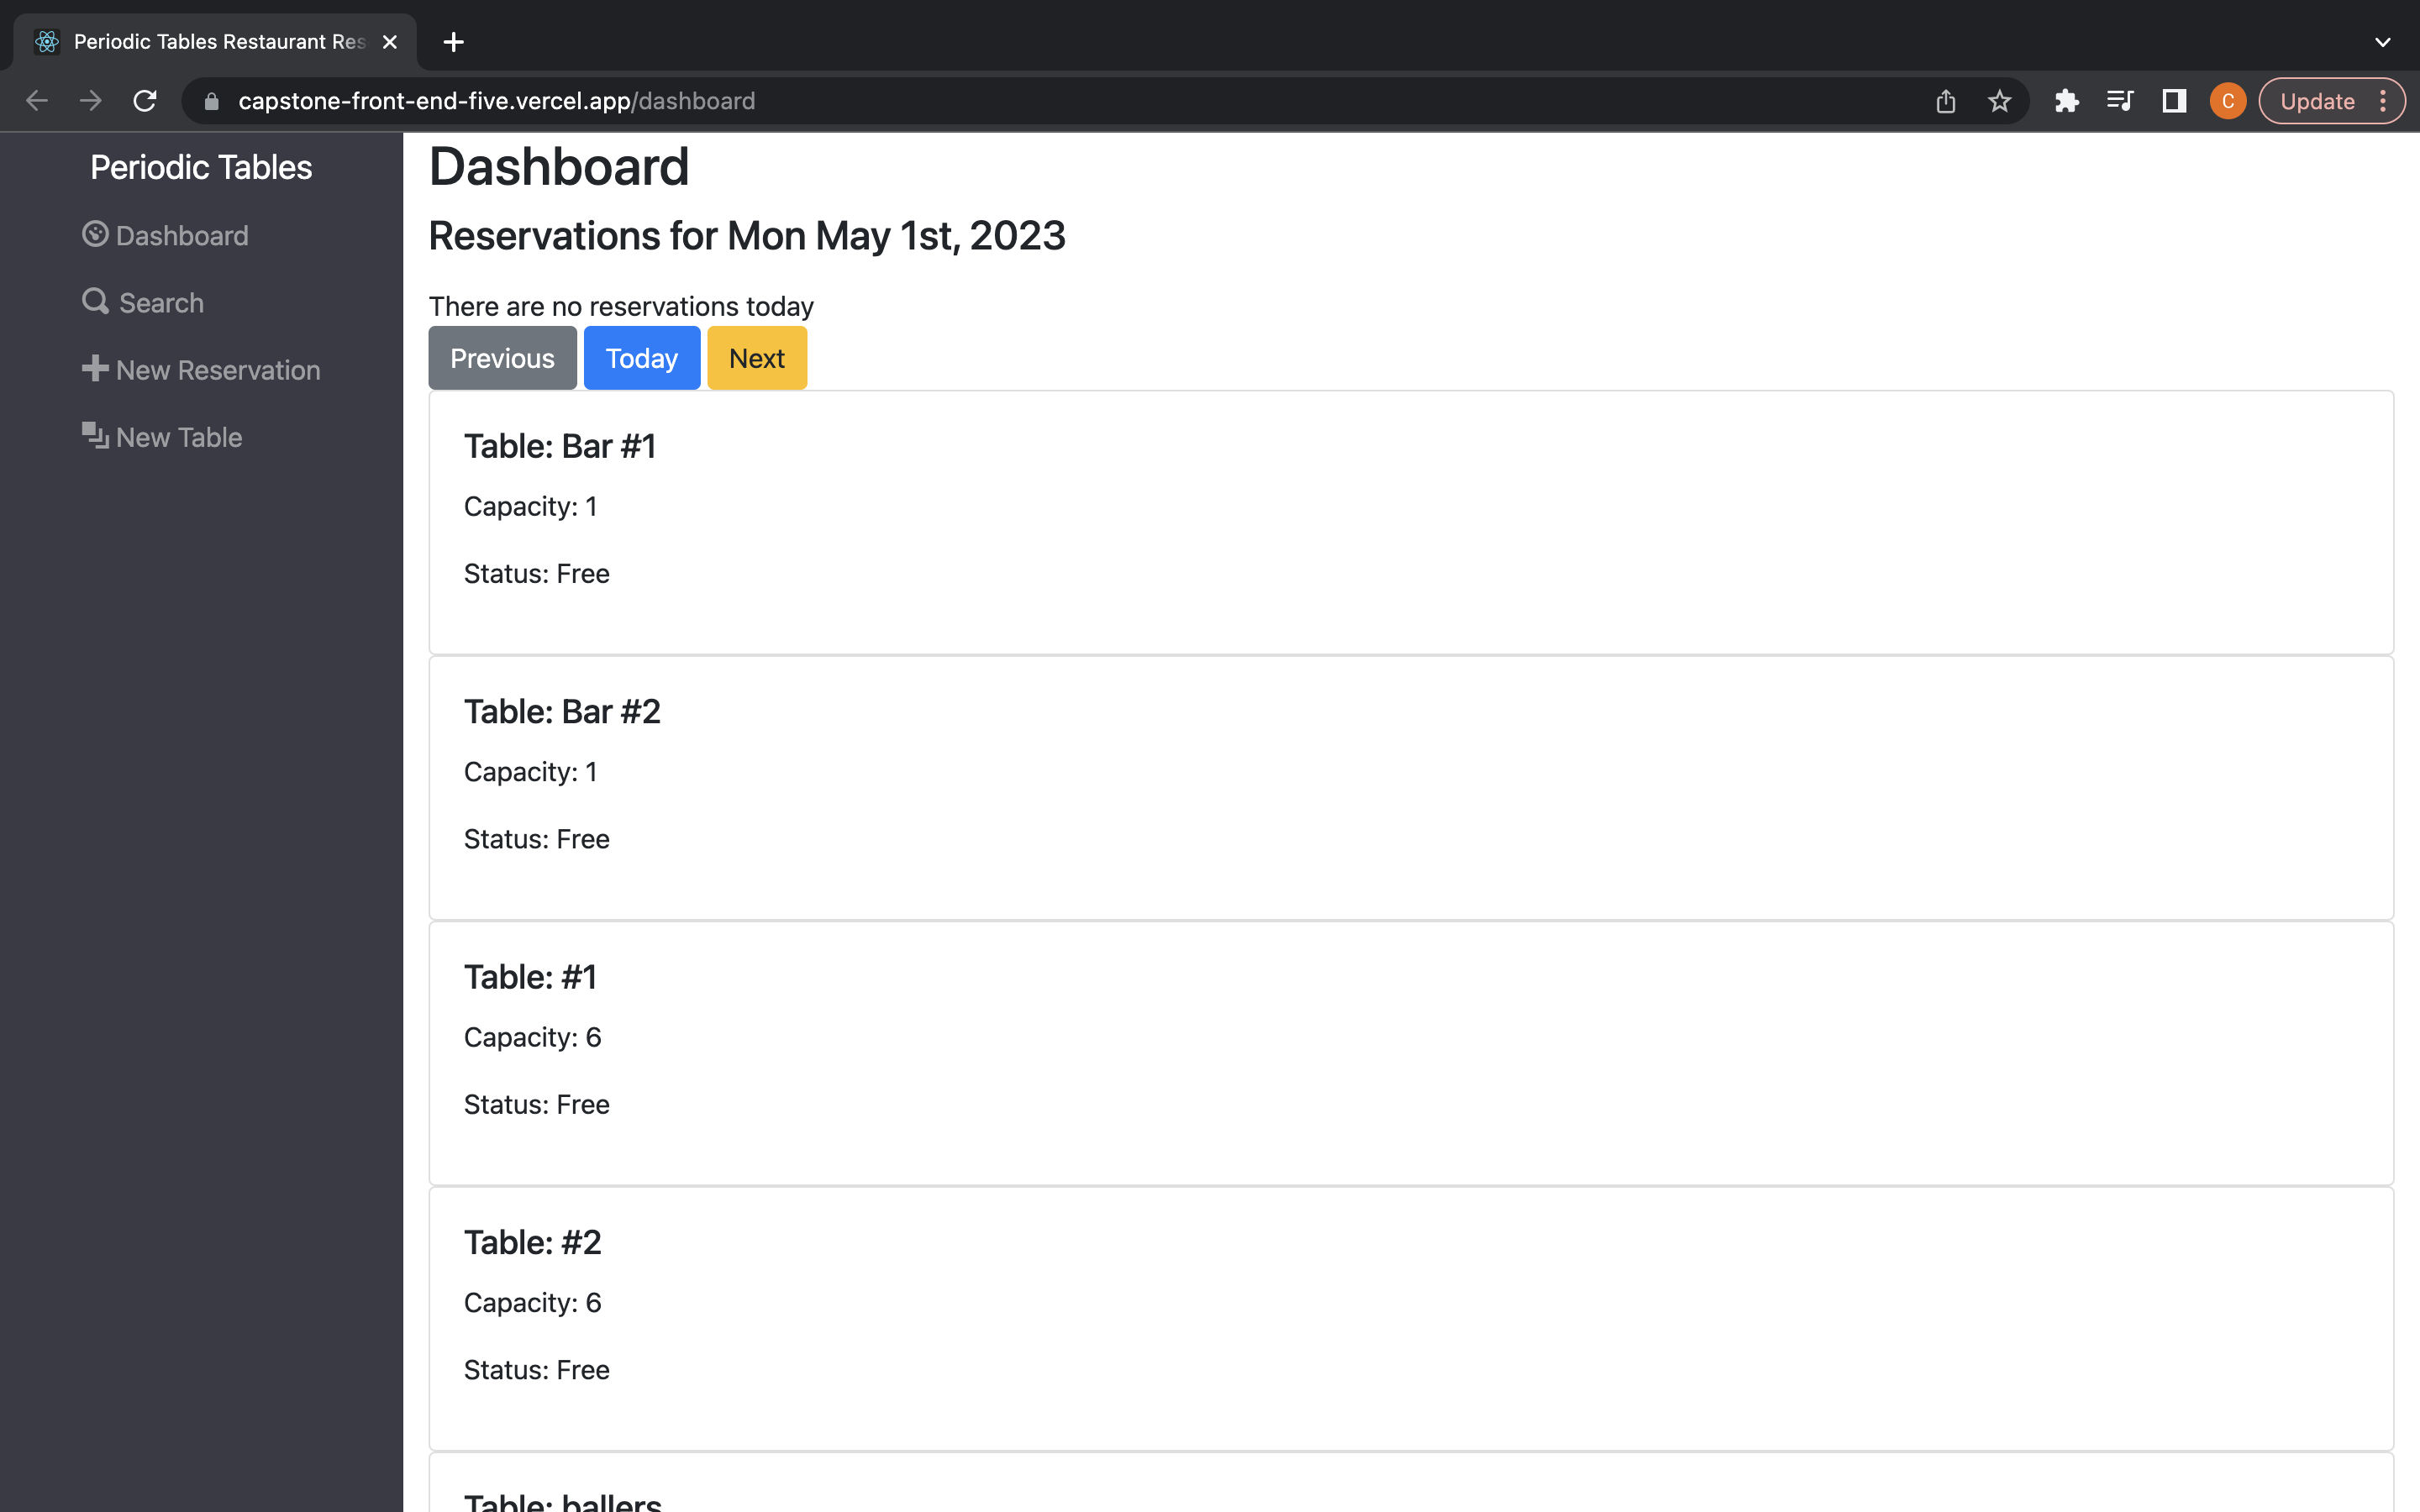 Periodic Tables Restaurant Res
capstone-front-end-five.vercel.app/dashboard
C
Update
Periodic Tables
Dashboard
Search
New Reservation
New Table
Dashboard
Reservations for Mon May 1st, 2023
There are no reservations today
Previous Today Next
Table: Bar #1
Capacity: 1
Status: Free
Table: Bar #2
Capacity: 1
Status: Free
Table: #1
Capacity: 6
Status: Free
Table: #2
Capacity: 6
Status: Free
Table: ballers